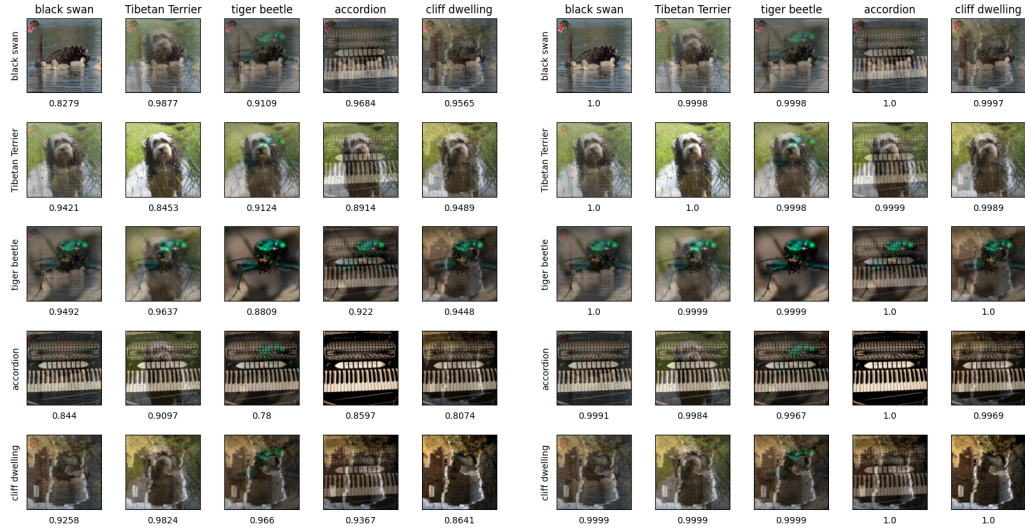 black swan Tibetan Terrier tiger beetle accordion cliff dwelling black swan Tibetan Terrier tiger beetle accordion cliff dwelling
black swan black swan
0.8279 0.9877 0.9109 0.9684 0.9565 1.0 0.9998 0.9998 1.0 0.9997
Tibetan Terrier Tibetan Terrier
0.9421 0.8453 0.9124 0.8914 0.9489 1.0 1.0 0.9998 0.9999 0.9989
tiger beetle tiger beetle
0.9492 0.9637 0.8809 0.922 0.9448 1.0 0.9999 0.9999 1.0 1.0
accordion accordion
0.844 0.9097 0.78 0.8597 0.8074 0.9991 0.9984 0.9967 1.0 0.9969
cliff dwelling cliff dwelling
0.9258 0.9824 0.966 0.9367 0.8641 0.9999 0.9999 0.9999 1.0 1.0